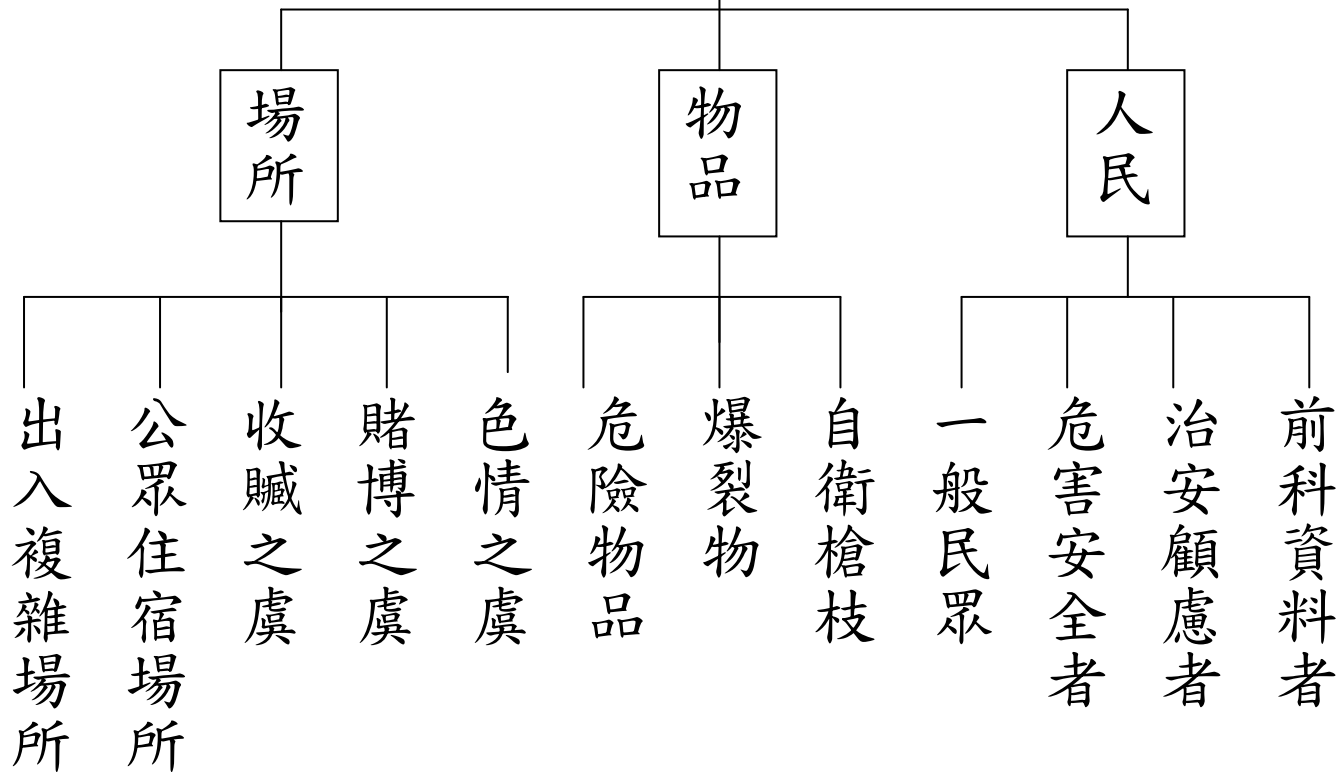 人民
物品
場所
前科資料者
治安顧慮者
危害安全者
一般民眾
自衛槍枝
爆裂物
危險物品
色情之虞
賭博之虞
收贓之虞
公眾住宿場所
出入複雜場所